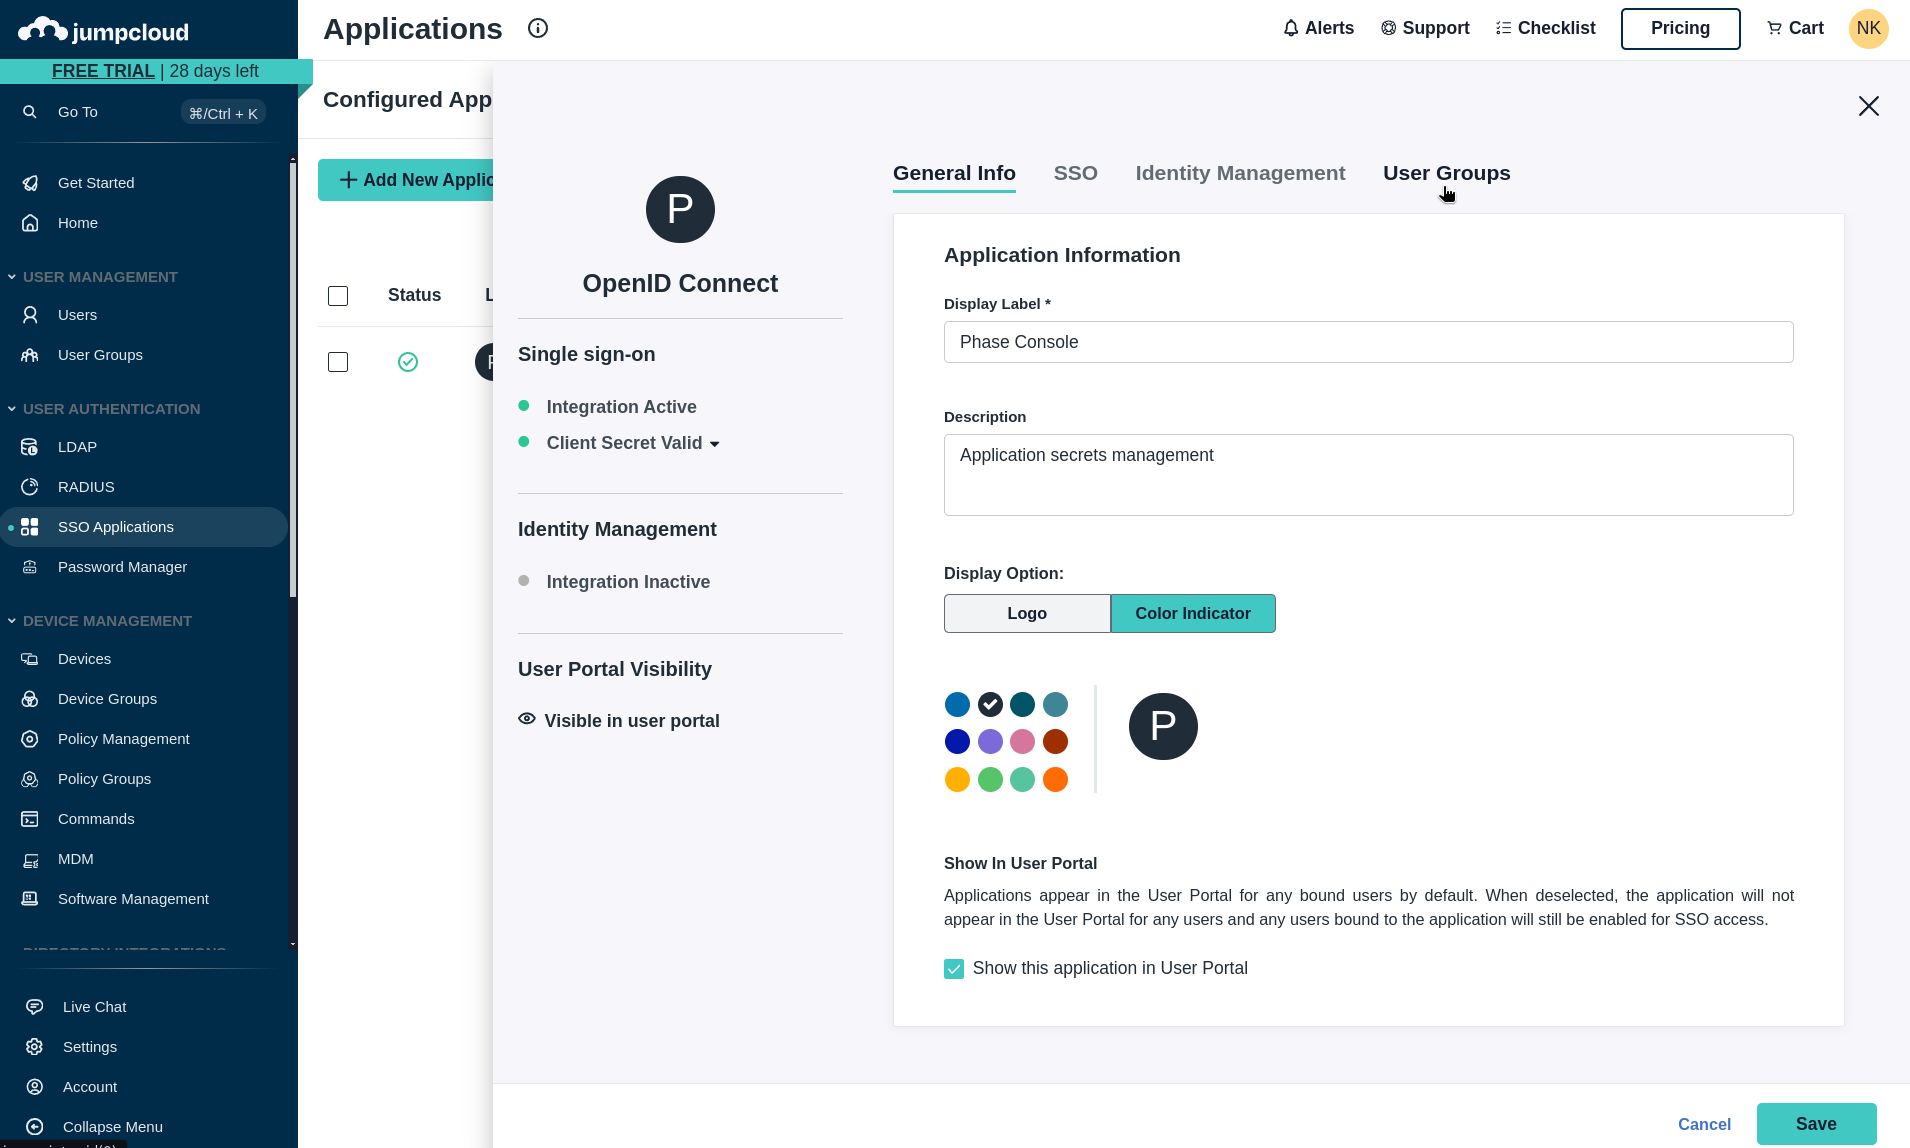 jumpcloud
FREE TRIAL | 28 days left
Go To
⌘/Ctrl + K
Get Started
Home
USER MANAGEMENT
Users
User Groups
USER AUTHENTICATION
LDAP
RADIUS
SSO Applications
Password Manager
DEVICE MANAGEMENT
Devices
Device Groups
Policy Management
Policy Groups
Commands
MDM
Software Management
DIRECTORY INTEGRATIONS
Live Chat
Settings
Account
Collapse Menu
Applications
Alerts
Support
Checklist
Pricing
Cart
NK
Configured App
+ Add New Applic
Status
L
P
OpenID Connect
Single sign-on
Integration Active
Client Secret Valid
Identity Management
Integration Inactive
User Portal Visibility
Visible in user portal
General Info
SSO
Identity Management
User Groups
Application Information
Display Label *
Phase Console
Description
Application secrets management
Display Option:
Logo
Color Indicator
P
Show In User Portal
Applications appear in the User Portal for any bound users by default. When deselected, the application will not
appear in the User Portal for any users and any users bound to the application will still be enabled for SSO access.
Show this application in User Portal
Cancel
Save